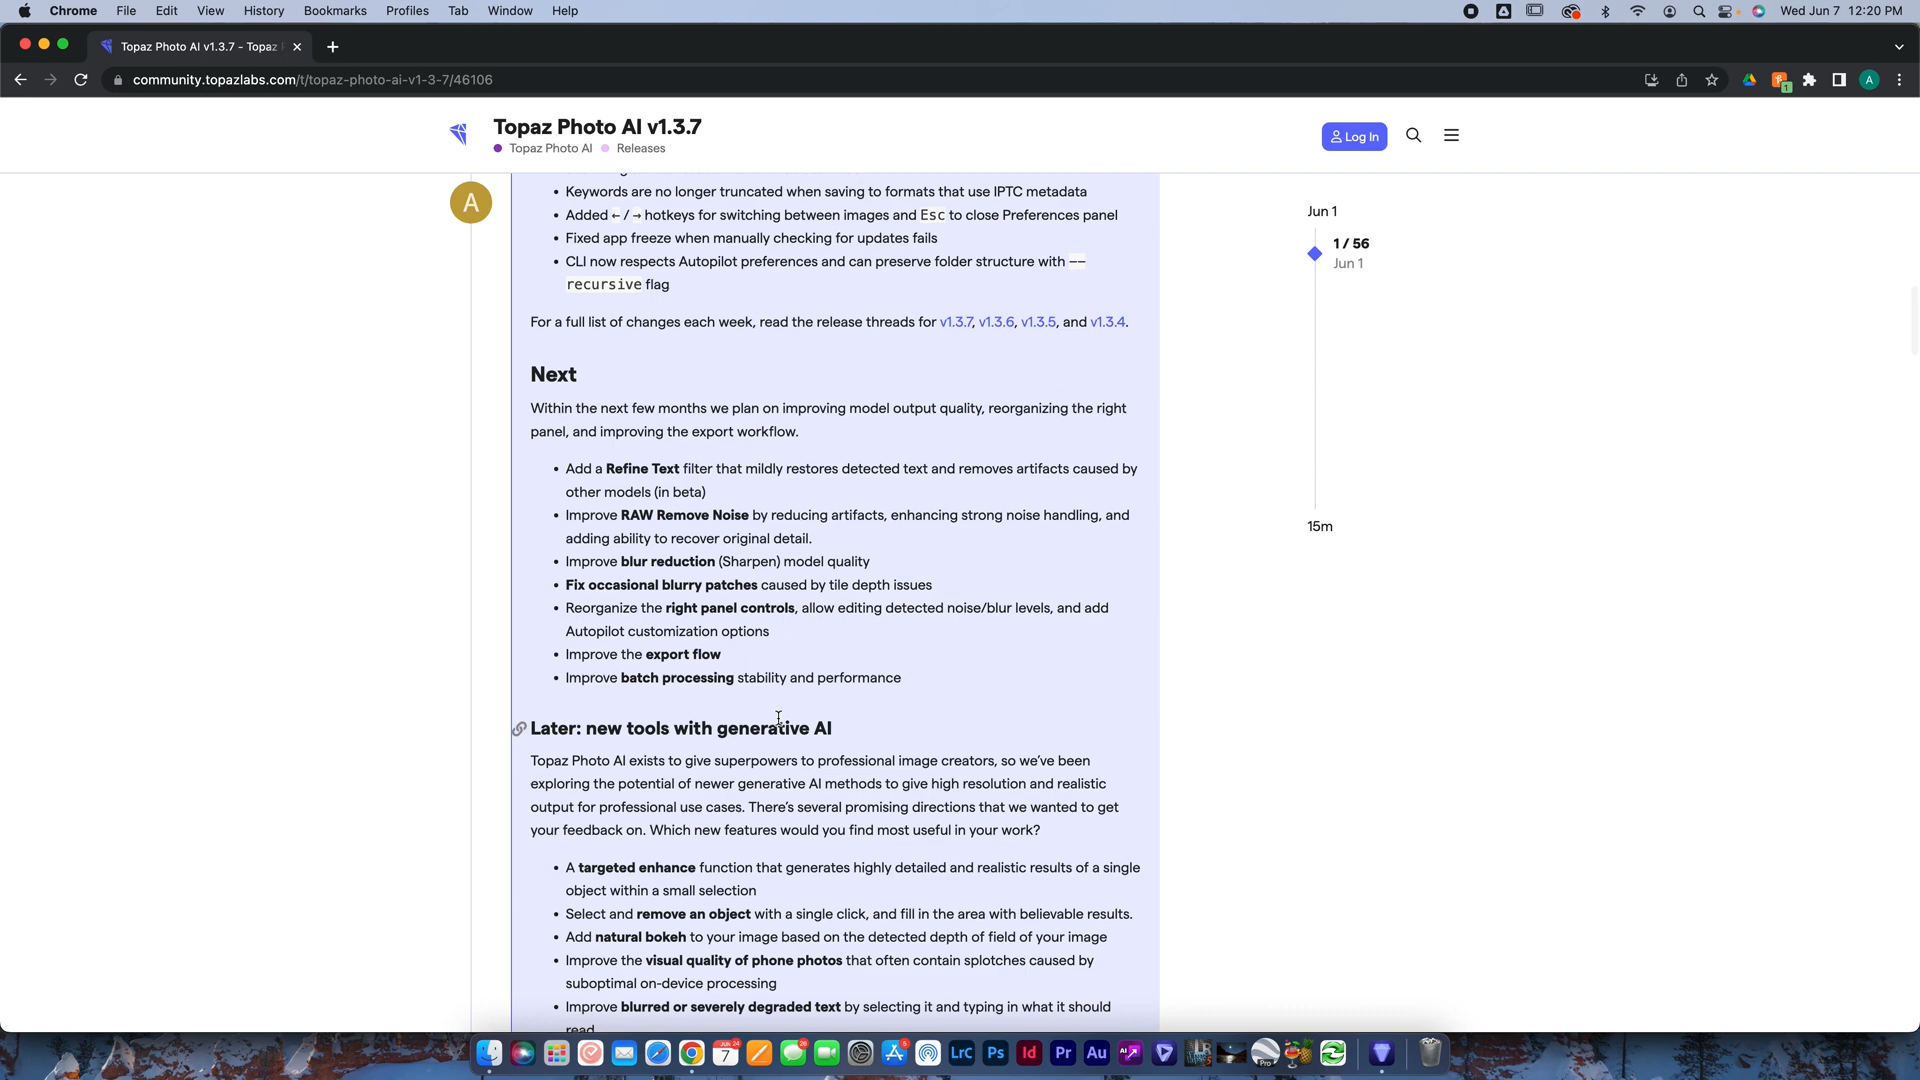 Chrome File Edit View History Bookmarks Profiles Tab Window Help Wed Jun 7 12:20 PM
Topaz Photo AI v1.3.7 - Topaz
community.topazlabs.com/t/topaz-photo-ai-v1-3-7/46106
1
A
Topaz Photo AI v1.3.7
Topaz Photo AI Releases
Log In
A
• Keywords are no longer truncated when saving to formats that use IPTC metadata
• Added ← / → hotkeys for switching between images and Esc to close Preferences panel
• Fixed app freeze when manually checking for updates fails
• CLI now respects Autopilot preferences and can preserve folder structure with --
recursive flag
For a full list of changes each week, read the release threads for v1.3.7, v1.3.6, v1.3.5, and v1.3.4.
Next
Within the next few months we plan on improving model output quality, reorganizing the right
panel, and improving the export workflow.
• Add a Refine Text filter that mildly restores detected text and removes artifacts caused by
other models (in beta)
• Improve RAW Remove Noise by reducing artifacts, enhancing strong noise handling, and
adding ability to recover original detail.
• Improve blur reduction (Sharpen) model quality
• Fix occasional blurry patches caused by tile depth issues
• Reorganize the right panel controls, allow editing detected noise/blur levels, and add
Autopilot customization options
• Improve the export flow
• Improve batch processing stability and performance
Later: new tools with generative AI
Topaz Photo AI exists to give superpowers to professional image creators, so we've been
exploring the potential of newer generative AI methods to give high resolution and realistic
output for professional use cases. There's several promising directions that we wanted to get
your feedback on. Which new features would you find most useful in your work?
• A targeted enhance function that generates highly detailed and realistic results of a single
object within a small selection
• Select and remove an object with a single click, and fill in the area with believable results.
• Add natural bokeh to your image based on the detected depth of field of your image
• Improve the visual quality of phone photos that often contain splotches caused by
suboptimal on-device processing
• Improve blurred or severely degraded text by selecting it and typing in what it should
read
Jun 1
1 / 56
Jun 1
15m
7 LrC Ps Id Pr Au AI Pro